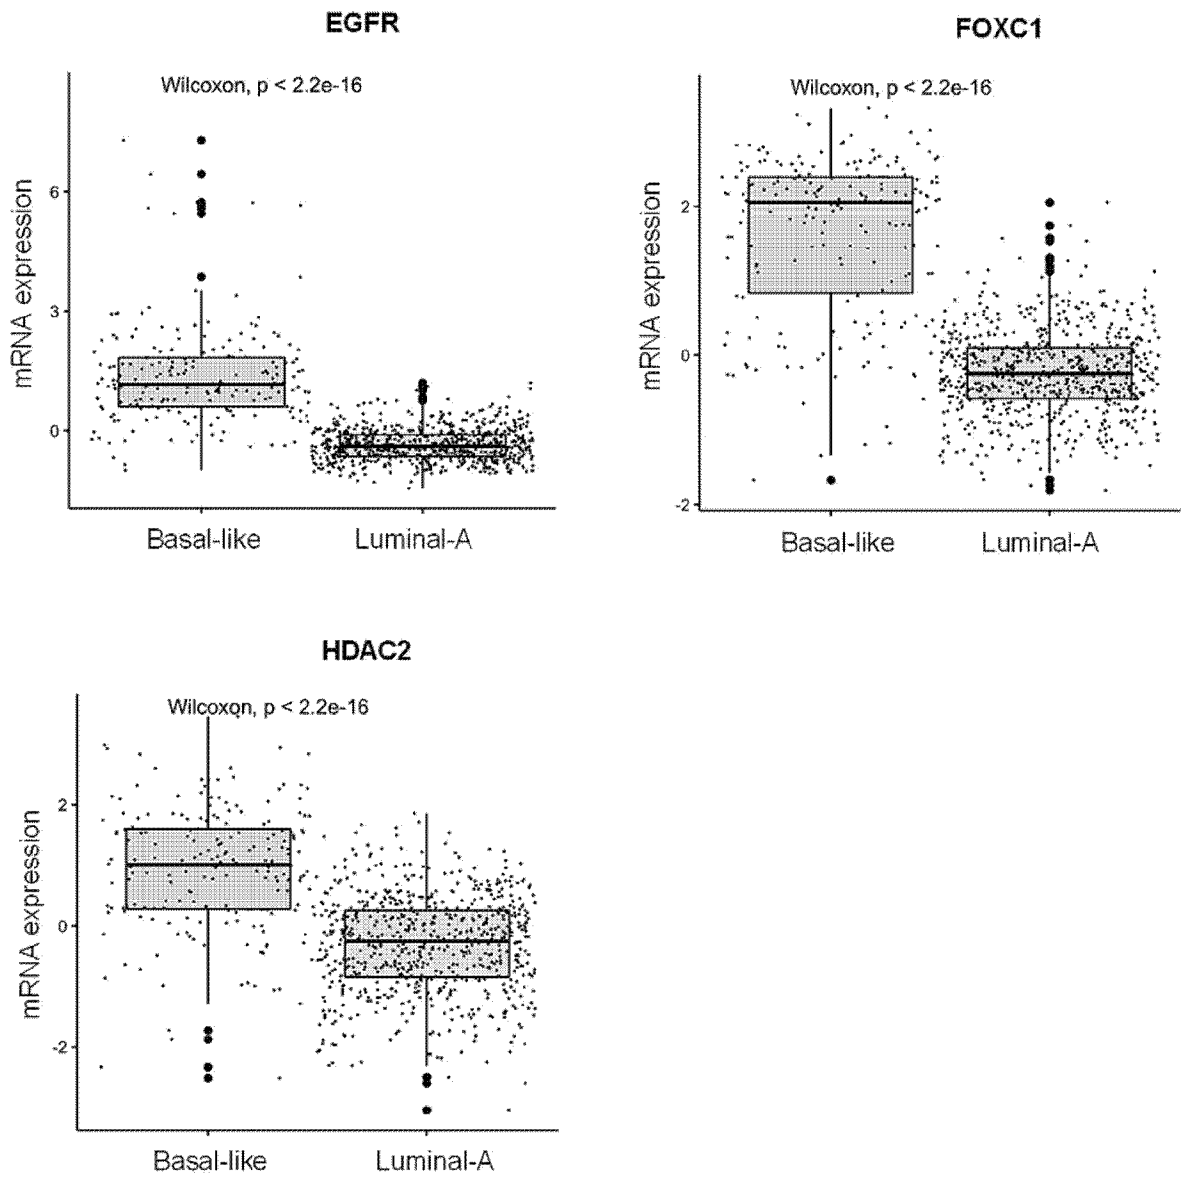 EGFR
Wilcoxon, p < 2.2e-16
mRNA expression
6
3
0
Basal-like Luminal-A
FOXC1
Wilcoxon, p < 2.2e-16
mRNA expression
2
0
-2
Basal-like Luminal-A
HDAC2
Wilcoxon, p < 2.2e-16
mRNA expression
2
0
-2
Basal-like Luminal-A